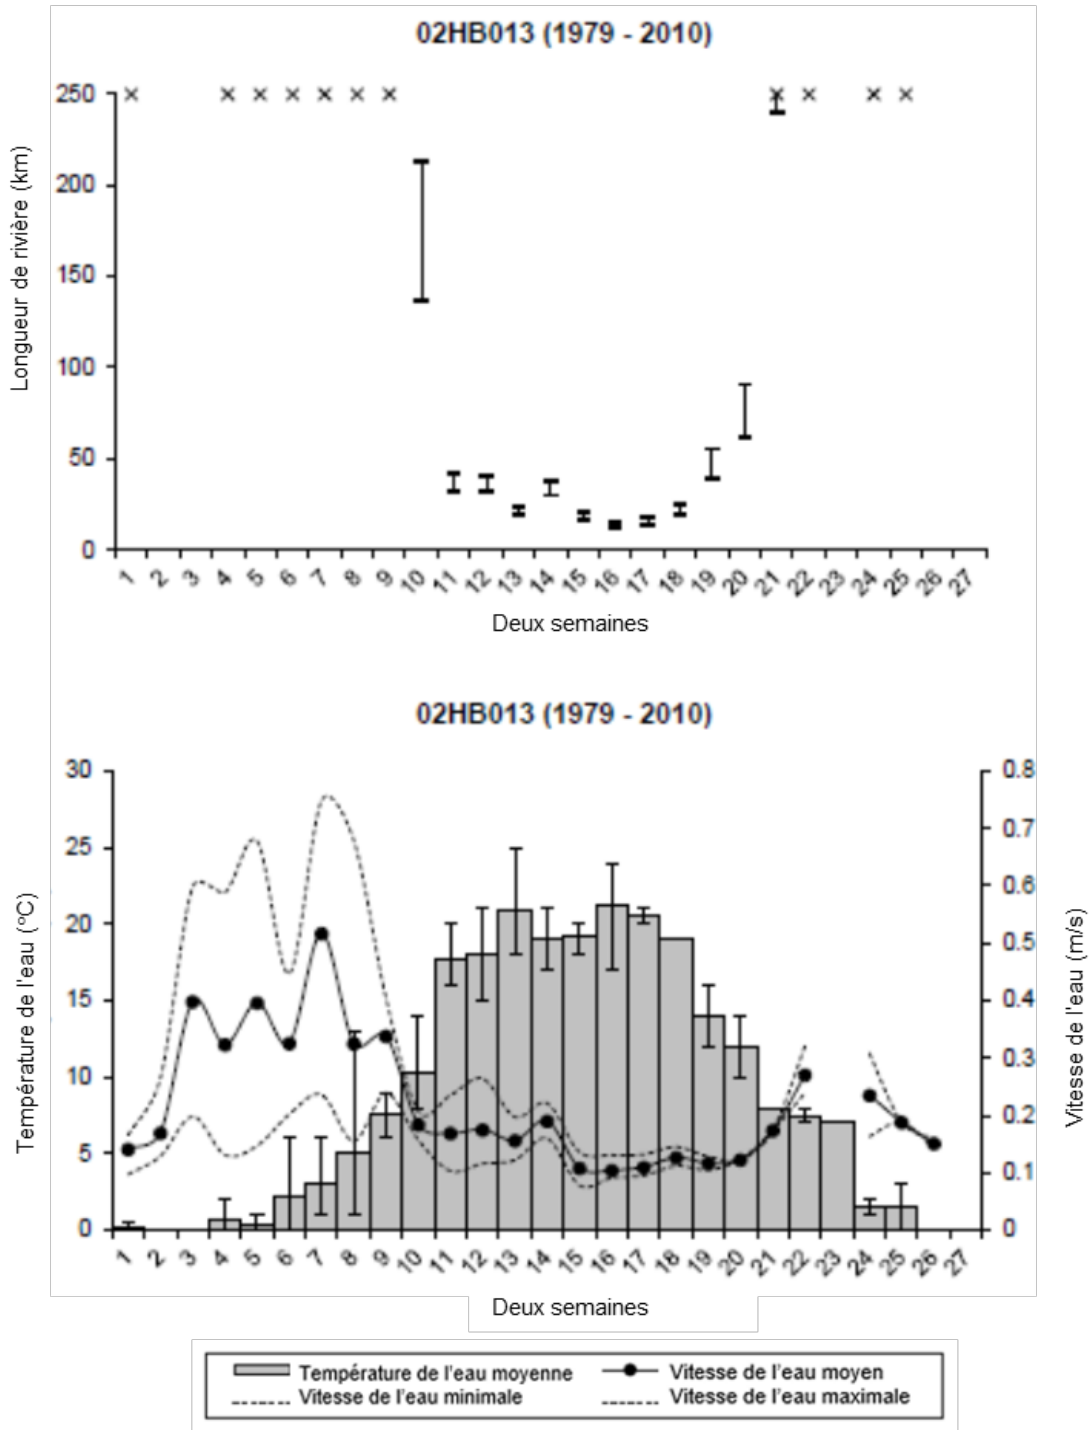 02HB013 (1979 - 2010)
250
200
150
100
50
0
Longueur de rivière (km)
1 2 3 4 5 6 7 8 9 10 11 12 13 14 15 16 17 18 19 20 21 22 23 24 25 26 27
Deux semaines
02HB013 (1979 - 2010)
30
25
20
15
10
5
0
Température de l'eau (°C)
0.8
0.7
0.6
0.5
0.4
0.3
0.2
0.1
0
Vitesse de l'eau (m/s)
1 2 3 4 5 6 7 8 9 10 11 12 13 14 15 16 17 18 19 20 21 22 23 24 25 26 27
Deux semaines
Température de l'eau moyenne
Vitesse de l'eau moyen
Vitesse de l'eau minimale
Vitesse de l'eau maximale